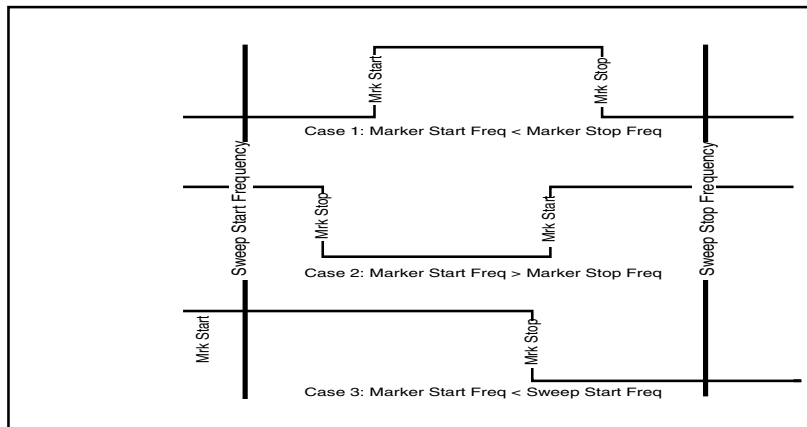 Mrk Start
Mrk Stop
Case 1: Marker Start Freq < Marker Stop Freq
Sweep Start Frequency
Sweep Stop Frequency
Mrk Stop
Mrk Start
Case 2: Marker Start Freq > Marker Stop Freq
Mrk Start
Mrk Stop
Case 3: Marker Start Freq < Sweep Start Freq